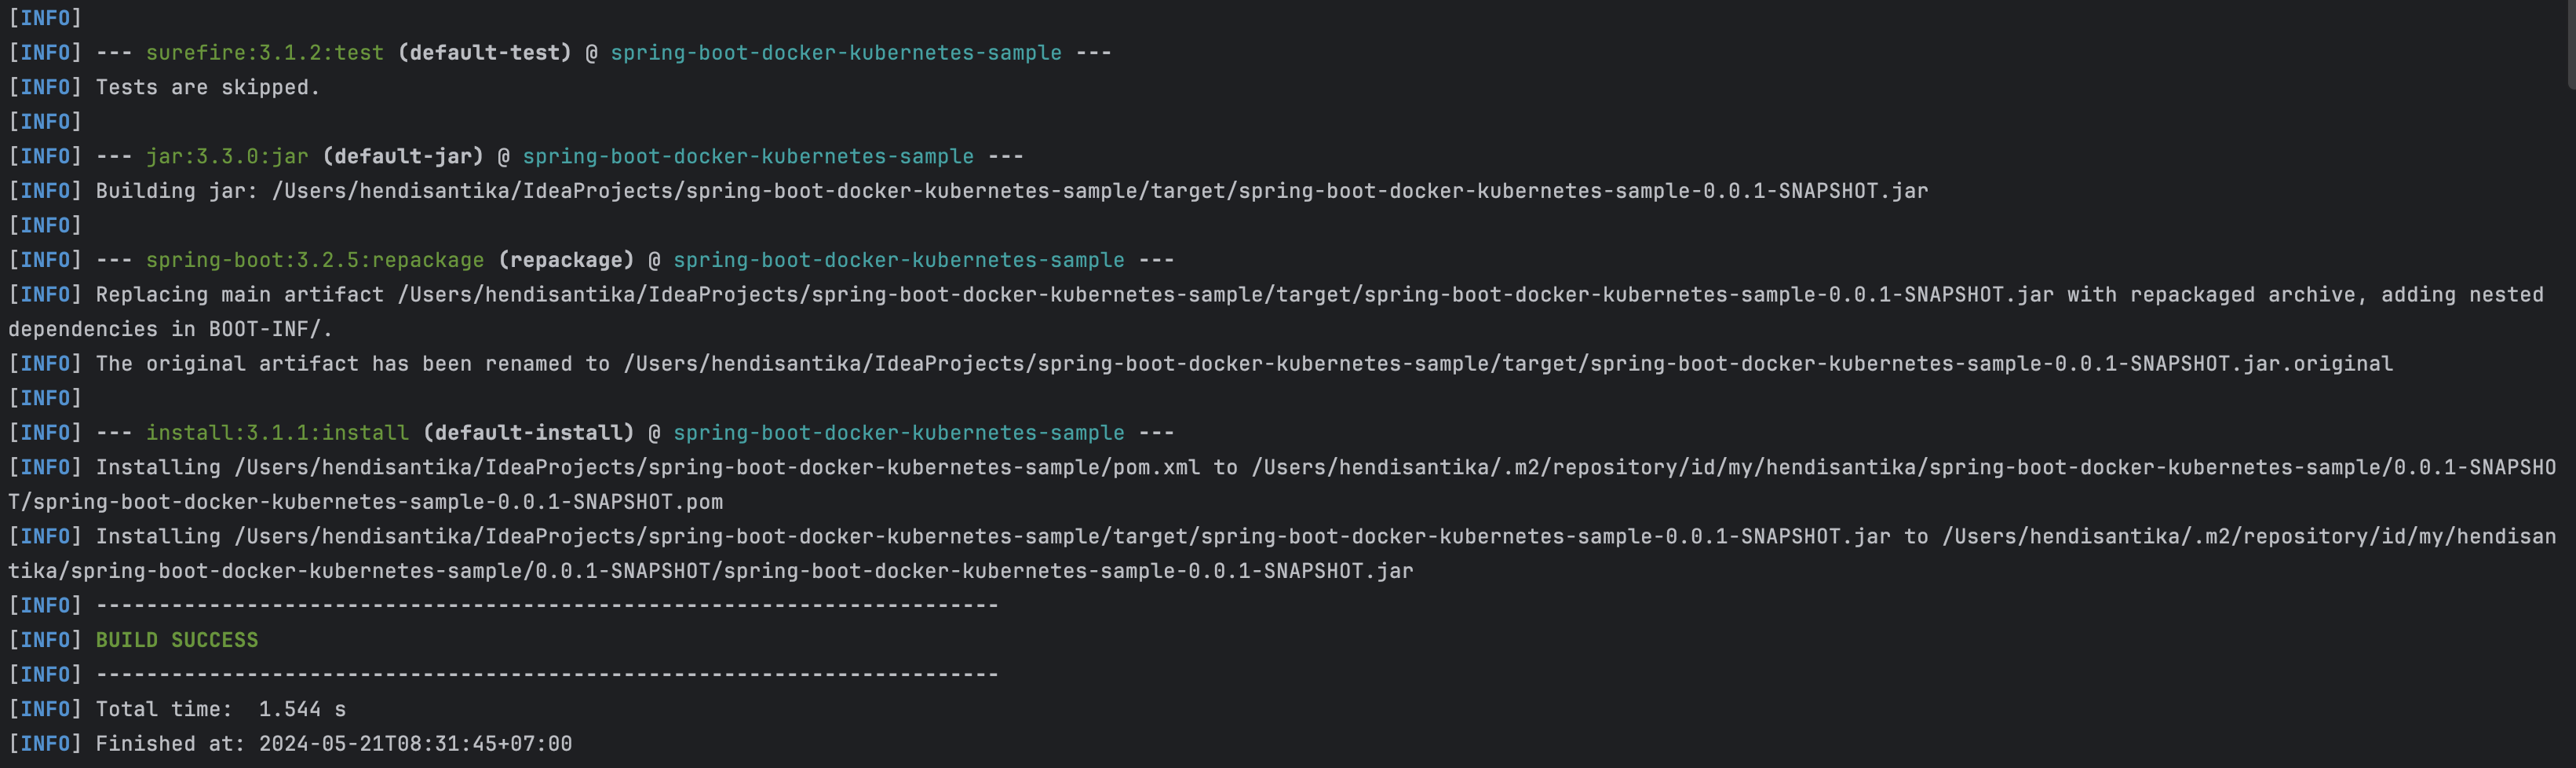 [INFO]
[INFO] --- surefire:3.1.2:test (default-test) @ spring-boot-docker-kubernetes-sample ---
[INFO] Tests are skipped.
[INFO]
[INFO] --- jar:3.3.0:jar (default-jar) @ spring-boot-docker-kubernetes-sample ---
[INFO] Building jar: /Users/hendisantika/IdeaProjects/spring-boot-docker-kubernetes-sample/target/spring-boot-docker-kubernetes-sample-0.0.1-SNAPSHOT.jar
[INFO]
[INFO] --- spring-boot:3.2.5:repackage (repackage) @ spring-boot-docker-kubernetes-sample ---
[INFO] Replacing main artifact /Users/hendisantika/IdeaProjects/spring-boot-docker-kubernetes-sample/target/spring-boot-docker-kubernetes-sample-0.0.1-SNAPSHOT.jar with repackaged archive, adding nested
dependencies in BOOT-INF/.
[INFO] The original artifact has been renamed to /Users/hendisantika/IdeaProjects/spring-boot-docker-kubernetes-sample/target/spring-boot-docker-kubernetes-sample-0.0.1-SNAPSHOT.jar.original
[INFO]
[INFO] --- install:3.1.1:install (default-install) @ spring-boot-docker-kubernetes-sample ---
[INFO] Installing /Users/hendisantika/IdeaProjects/spring-boot-docker-kubernetes-sample/pom.xml to /Users/hendisantika/.m2/repository/id/my/hendisantika/spring-boot-docker-kubernetes-sample/0.0.1-SNAPSHO
T/spring-boot-docker-kubernetes-sample-0.0.1-SNAPSHOT.pom
[INFO] Installing /Users/hendisantika/IdeaProjects/spring-boot-docker-kubernetes-sample/target/spring-boot-docker-kubernetes-sample-0.0.1-SNAPSHOT.jar to /Users/hendisantika/.m2/repository/id/my/hendisan
tika/spring-boot-docker-kubernetes-sample/0.0.1-SNAPSHOT/spring-boot-docker-kubernetes-sample-0.0.1-SNAPSHOT.jar
[INFO] ------------------------------------------------------------------------
[INFO] BUILD SUCCESS
[INFO] ------------------------------------------------------------------------
[INFO] Total time:  1.544 s
[INFO] Finished at: 2024-05-21T08:31:45+07:00